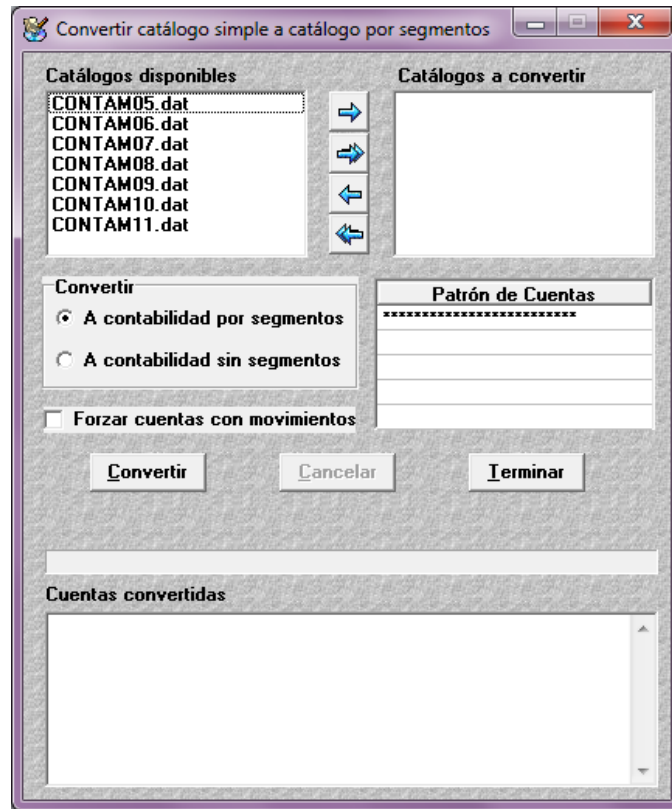 Convertir catálogo simple a catálogo por segmentos
Catálogos disponibles
CONTAM05.dat
CONTAM06.dat
CONTAM07.dat
CONTAM08.dat
CONTAM09.dat
CONTAM10.dat
CONTAM11.dat
Catálogos a convertir
Convertir
A contabilidad por segmentos
A contabilidad sin segmentos
Forzar cuentas con movimientos
Patrón de Cuentas
*************************
Convertir
Cancelar
Terminar
Cuentas convertidas